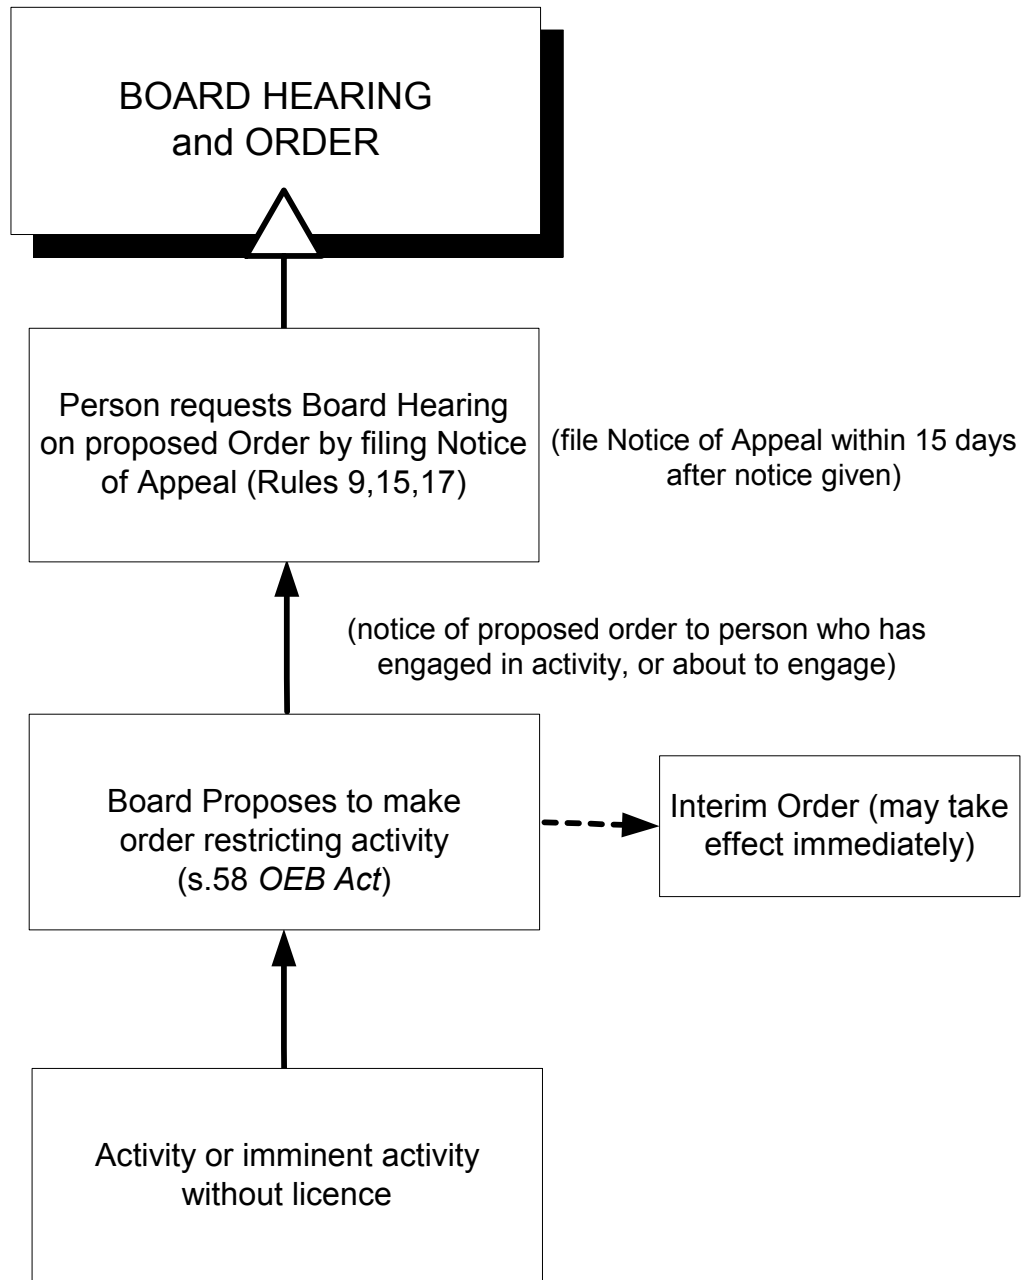 BOARD HEARING
and ORDER
Person requests Board Hearing
on proposed Order by filing Notice
of Appeal (Rules 9,15,17)
(file Notice of Appeal within 15 days
after notice given)
(notice of proposed order to person who has
engaged in activity, or about to engage)
Board Proposes to make
order restricting activity
(s.58 OEB Act)
Interim Order (may take
effect immediately)
Activity or imminent activity
without licence